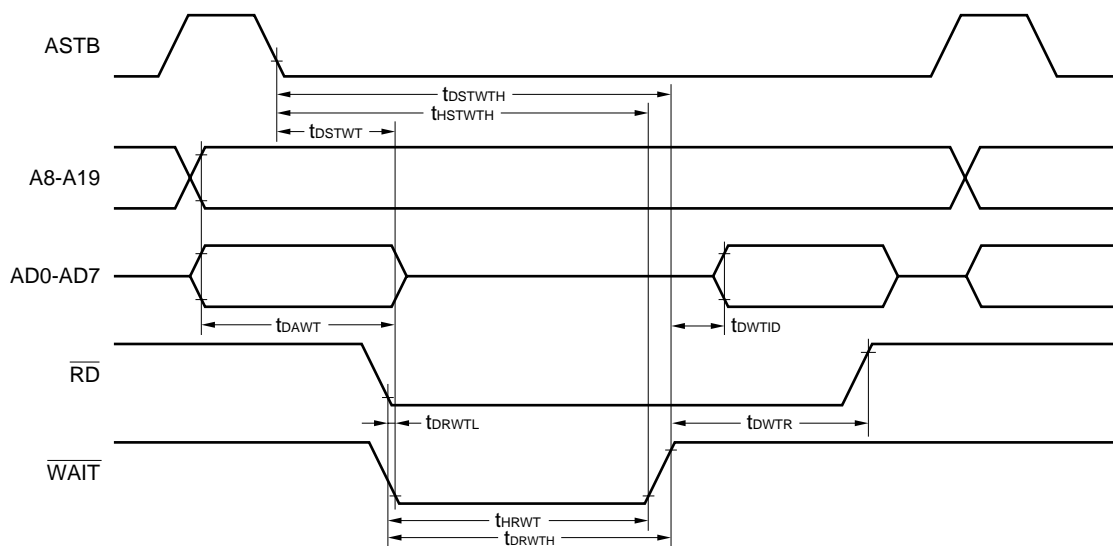 ASTB
tDSTWTH
tHSTWTH
tDSTWT
A8-A19
AD0-AD7
tDAWT
tDWTID
RD
tDRWTL
tDWTR
WAIT
tHRWT
tDRWTH